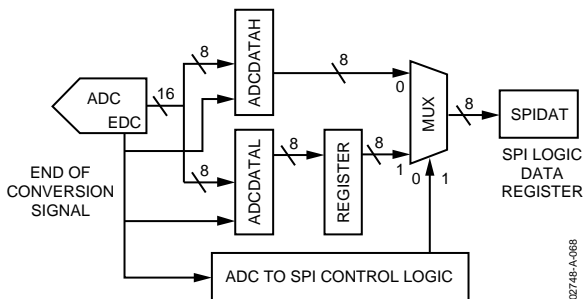 ADC
EDC
16
8
8
ADCDATAH
8
0
MUX
8
SPIDAT
SPI LOGIC
DATA
REGISTER
ADCDATAL
8
REGISTER
8
1
0
1
END OF
CONVERSION
SIGNAL
ADC TO SPI CONTROL LOGIC
02748-A-068